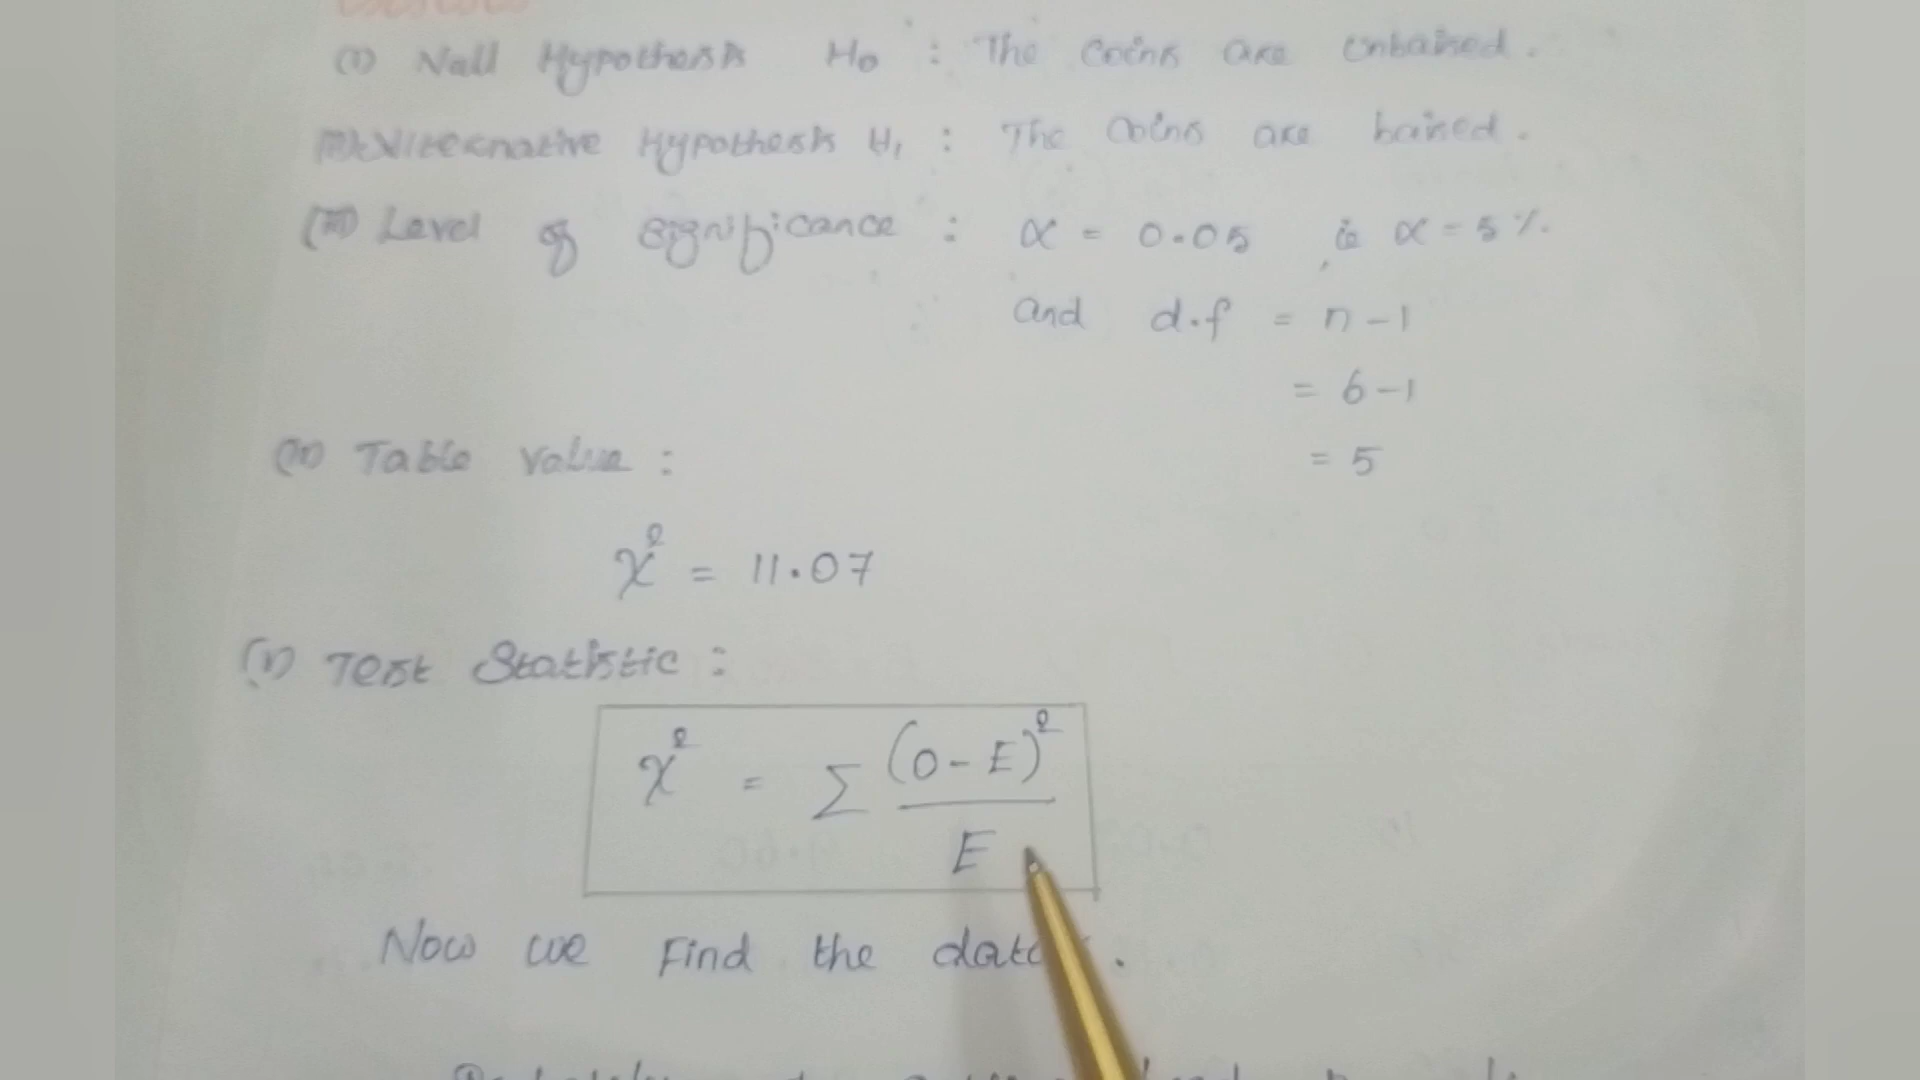 (i) Null Hypothesis H₀ : The Coins are unbaised.
Alternative Hypothesis H₁ : The Coins are baised.
(iii) Level of significance : α = 0.05 ie α = 5 %.
and d.f = n - 1
= 6 - 1
(iv) Table Value : = 5
χ² = 11.07
(v) Test Statistic :
χ² = Σ (O - E)² / E
Now we Find the data .